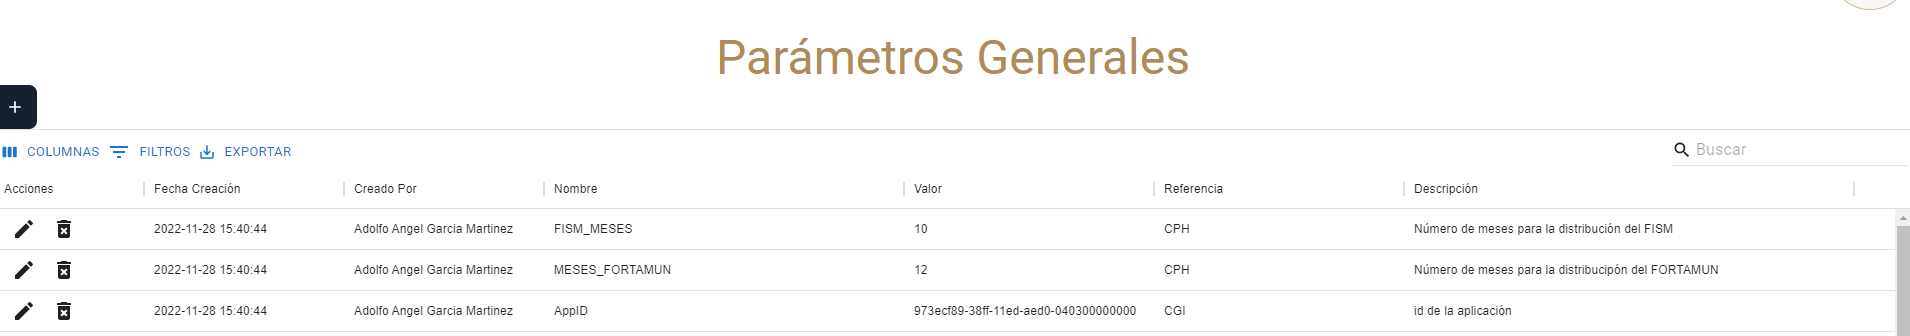 Parámetros Generales
+
COLUMNAS FILTROS EXPORTAR Buscar
Acciones Fecha Creación Creado Por Nombre Valor Referencia Descripción
2022-11-28 15:40:44 Adolfo Angel Garcia Martinez FISM_MESES 10 CPH Número de meses para la distribución del FISM
2022-11-28 15:40:44 Adolfo Angel Garcia Martinez MESES_FORTAMUN 12 CPH Número de meses para la distribucipón del FORTAMUN
2022-11-28 15:40:44 Adolfo Angel Garcia Martinez AppID 973ecf89-38ff-11ed-aed0-040300000000 CGI id de la aplicación